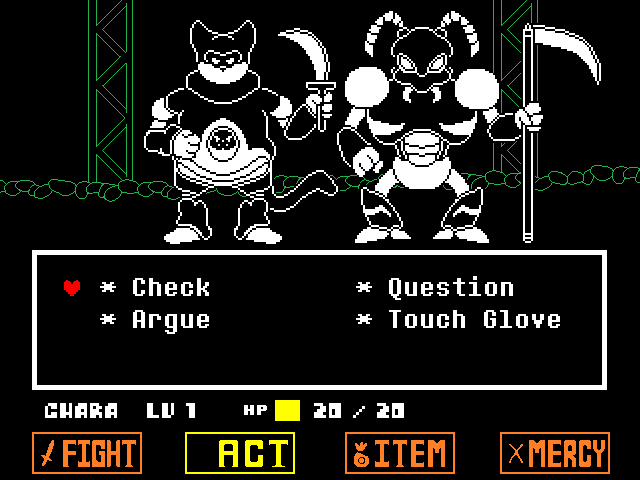 * Check * Question
* Argue * Touch Glove
CHARA LV 1 HP 20 / 20
FIGHT ACT ITEM MERCY